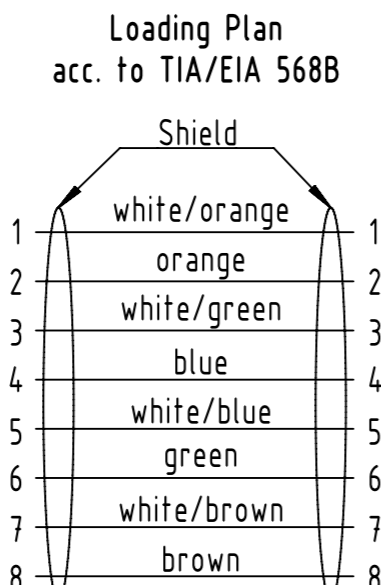 Loading Plan
acc. to TIA/EIA 568B
Shield
1 white/orange 1
2 orange 2
3 white/green 3
4 blue 4
5 white/blue 5
6 green 6
7 white/brown 7
8 brown 8